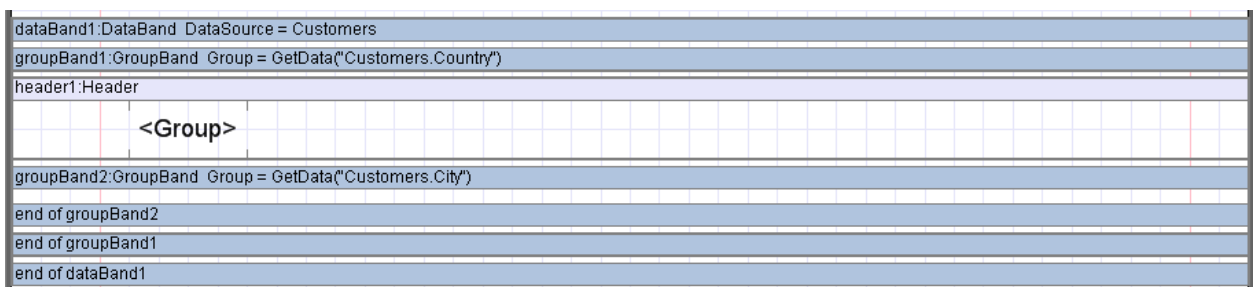 dataBand1:DataBand  DataSource = Customers
groupBand1:GroupBand  Group = GetData("Customers.Country")
header1:Header
<Group>
groupBand2:GroupBand  Group = GetData("Customers.City")
end of groupBand2
end of groupBand1
end of dataBand1